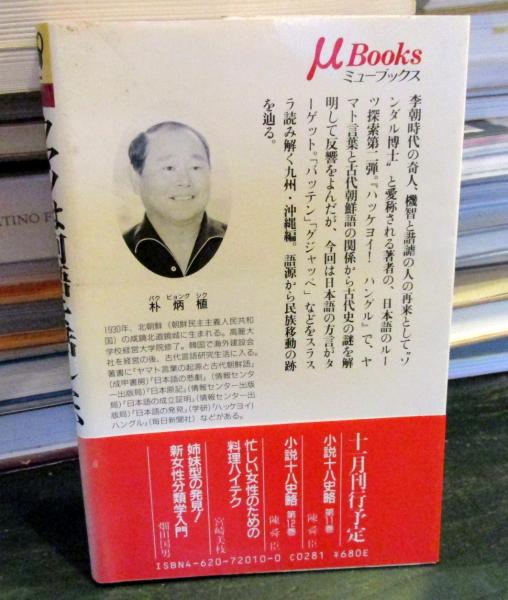 μ Books
ミューブックス
李朝時代の奇人、機智と諧謔の人の再来として“ソ
ンダル博士”と愛称される著者の、日本語のルー
ツ探索第二弾。『ハッケヨイ！ ハングル』で、ヤ
マト言葉と古代朝鮮語の関係から古代史の謎を解
明して反響をよんだが、今回は日本語の方言がタ
ーゲット。「バッテン」「ケジャッペ」などをスラス
ラ読み解く九州・沖縄編。語源から民族移動の跡
を辿る。
パク ビョング シク
朴 炳 植
1930年、北朝鮮（朝鮮民主主義人民共和
国）の咸鏡北道鏡城に生まれる。高麗大
学校経営大学院修了。韓国で海外建設会
社を経営の後、古代言語研究生活に入る。
著書に『ヤマト言葉の起源と古代朝鮮語』
（成甲書房）『日本語の悲劇』（情報センタ
ー出版局）『日本原記』（情報センター出版
局）『日本語の成立証明』（情報センター出
版局）『日本語の発見』（学研）『ハッケヨイ！
ハングル』（毎日新聞社）などがある。
十一月刊行予定
小説十八史略 第11巻
陳舜臣
小説十八史略 第12巻
陳舜臣
忙しい女性のための
料理ハイテク
宮崎美枝
姉妹型の発見！
新女性分類学入門
畑田国男
ISBN4-620-72010-0 C0281 ¥680E